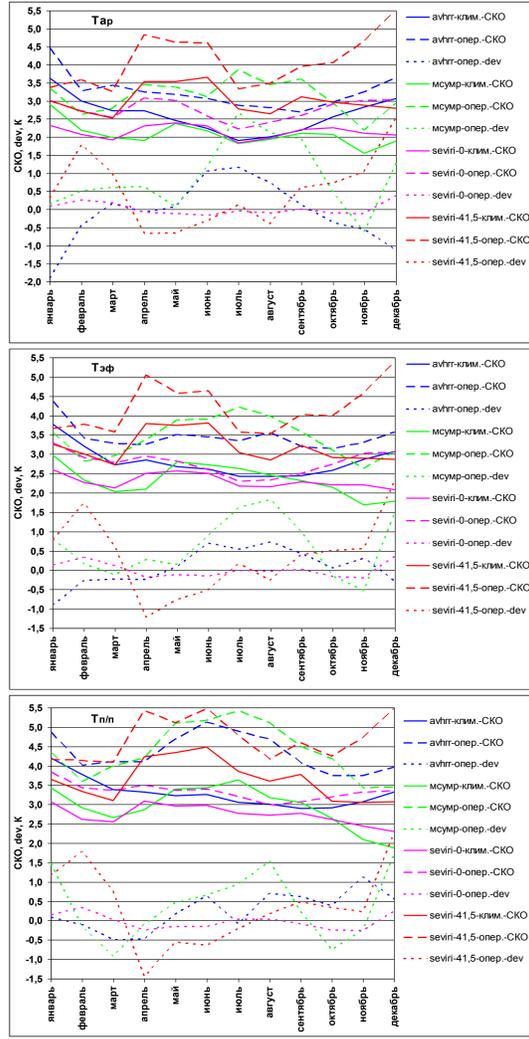 Тар
СКО, dev, K
5,5
5,0
4,5
4,0
3,5
3,0
2,5
2,0
1,5
1,0
0,5
0,0
-0,5
-1,0
-1,5
-2,0
январь
февраль
март
апрель
май
июнь
июль
август
сентябрь
октябрь
ноябрь
декабрь
avhrr-клим.-СКО
avhrr-опер.-СКО
avhrr-опер.-dev
мсумр-клим-СКО
мсумр-опер-СКО
мсумр-опер.-dev
seviri-0-клим-СКО
seviri-0-опер.-СКО
seviri-0-опер-dev
seviri-41,5-клим.-СКО
seviri-41,5-опер.-СКО
seviri-41,5-опер.-dev
Тэф
СКО, dev, K
5,5
5,0
4,5
4,0
3,5
3,0
2,5
2,0
1,5
1,0
0,5
0,0
-0,5
-1,0
-1,5
январь
февраль
март
апрель
май
июнь
июль
август
сентябрь
октябрь
ноябрь
декабрь
avhrr-клим.-СКО
avhrr-опер.-СКО
avhrr-опер.-dev
мсумр-клим-СКО
мсумр-опер.-СКО
мсумр-опер.-dev
seviri-0-клим.-СКО
seviri-0-опер.-СКО
seviri-0-опер.-dev
seviri-41,5-клим.-СКО
seviri-41,5-опер.-СКО
seviri-41,5-опер.-dev
Тп/п
СКО, dev, K
5,5
5,0
4,5
4,0
3,5
3,0
2,5
2,0
1,5
1,0
0,5
0,0
-0,5
-1,0
-1,5
январь
февраль
март
апрель
май
июнь
июль
август
сентябрь
октябрь
ноябрь
декабрь
avhrr-клим.-СКО
avhrr-опер.-СКО
avhrr-опер.-dev
мсумр-клим.-СКО
мсумр-опер.-СКО
мсумр-опер.-dev
seviri-0-клим.-СКО
seviri-0-опер.-СКО
seviri-0-опер.-dev
seviri-41,5-клим.-СКО
seviri-41,5-опер.-СКО
seviri-41,5-опер.-dev